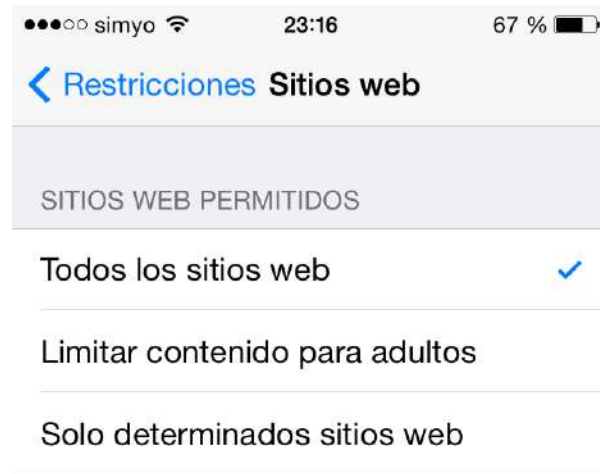 simyo 23:16 67 %
Restricciones Sitios web
SITIOS WEB PERMITIDOS
Todos los sitios web
Limitar contenido para adultos
Solo determinados sitios web